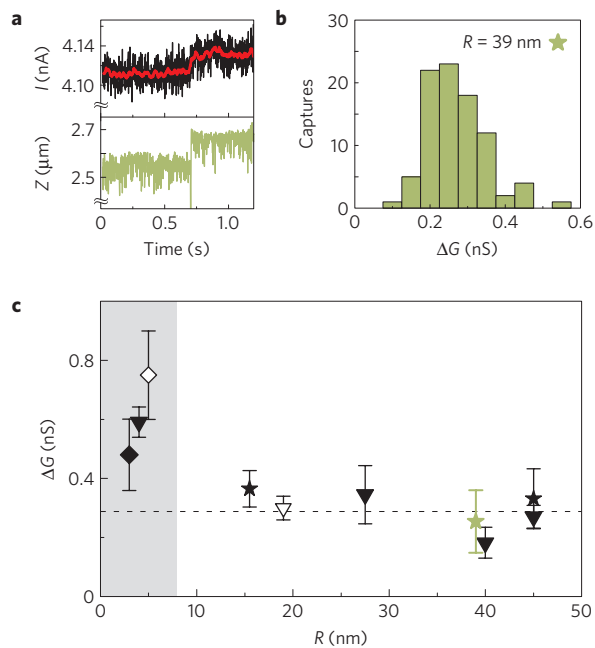 a
I (nA)
4.14
4.10
Z (μm)
2.7
2.5
0
0.5
1.0
Time (s)
b
Captures
30
20
10
0
R = 39 nm
0
0.2
0.4
0.6
ΔG (nS)
c
ΔG (nS)
0.8
0.4
0
0
10
20
30
40
50
R (nm)